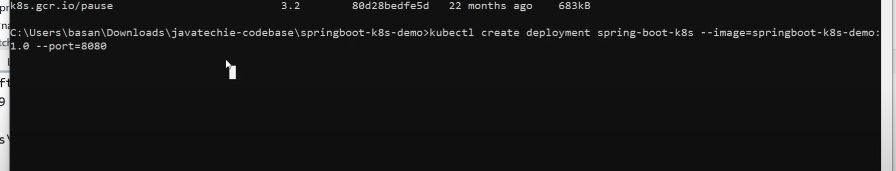 k8s.gcr.io/pause 3.2 80d28bedfe5d 22 months ago 683kB
C:\Users\basan\Downloads\javatechie-codebase\springboot-k8s-demo>kubectl create deployment spring-boot-k8s --image=springboot-k8s-demo:
1.0 --port=8080